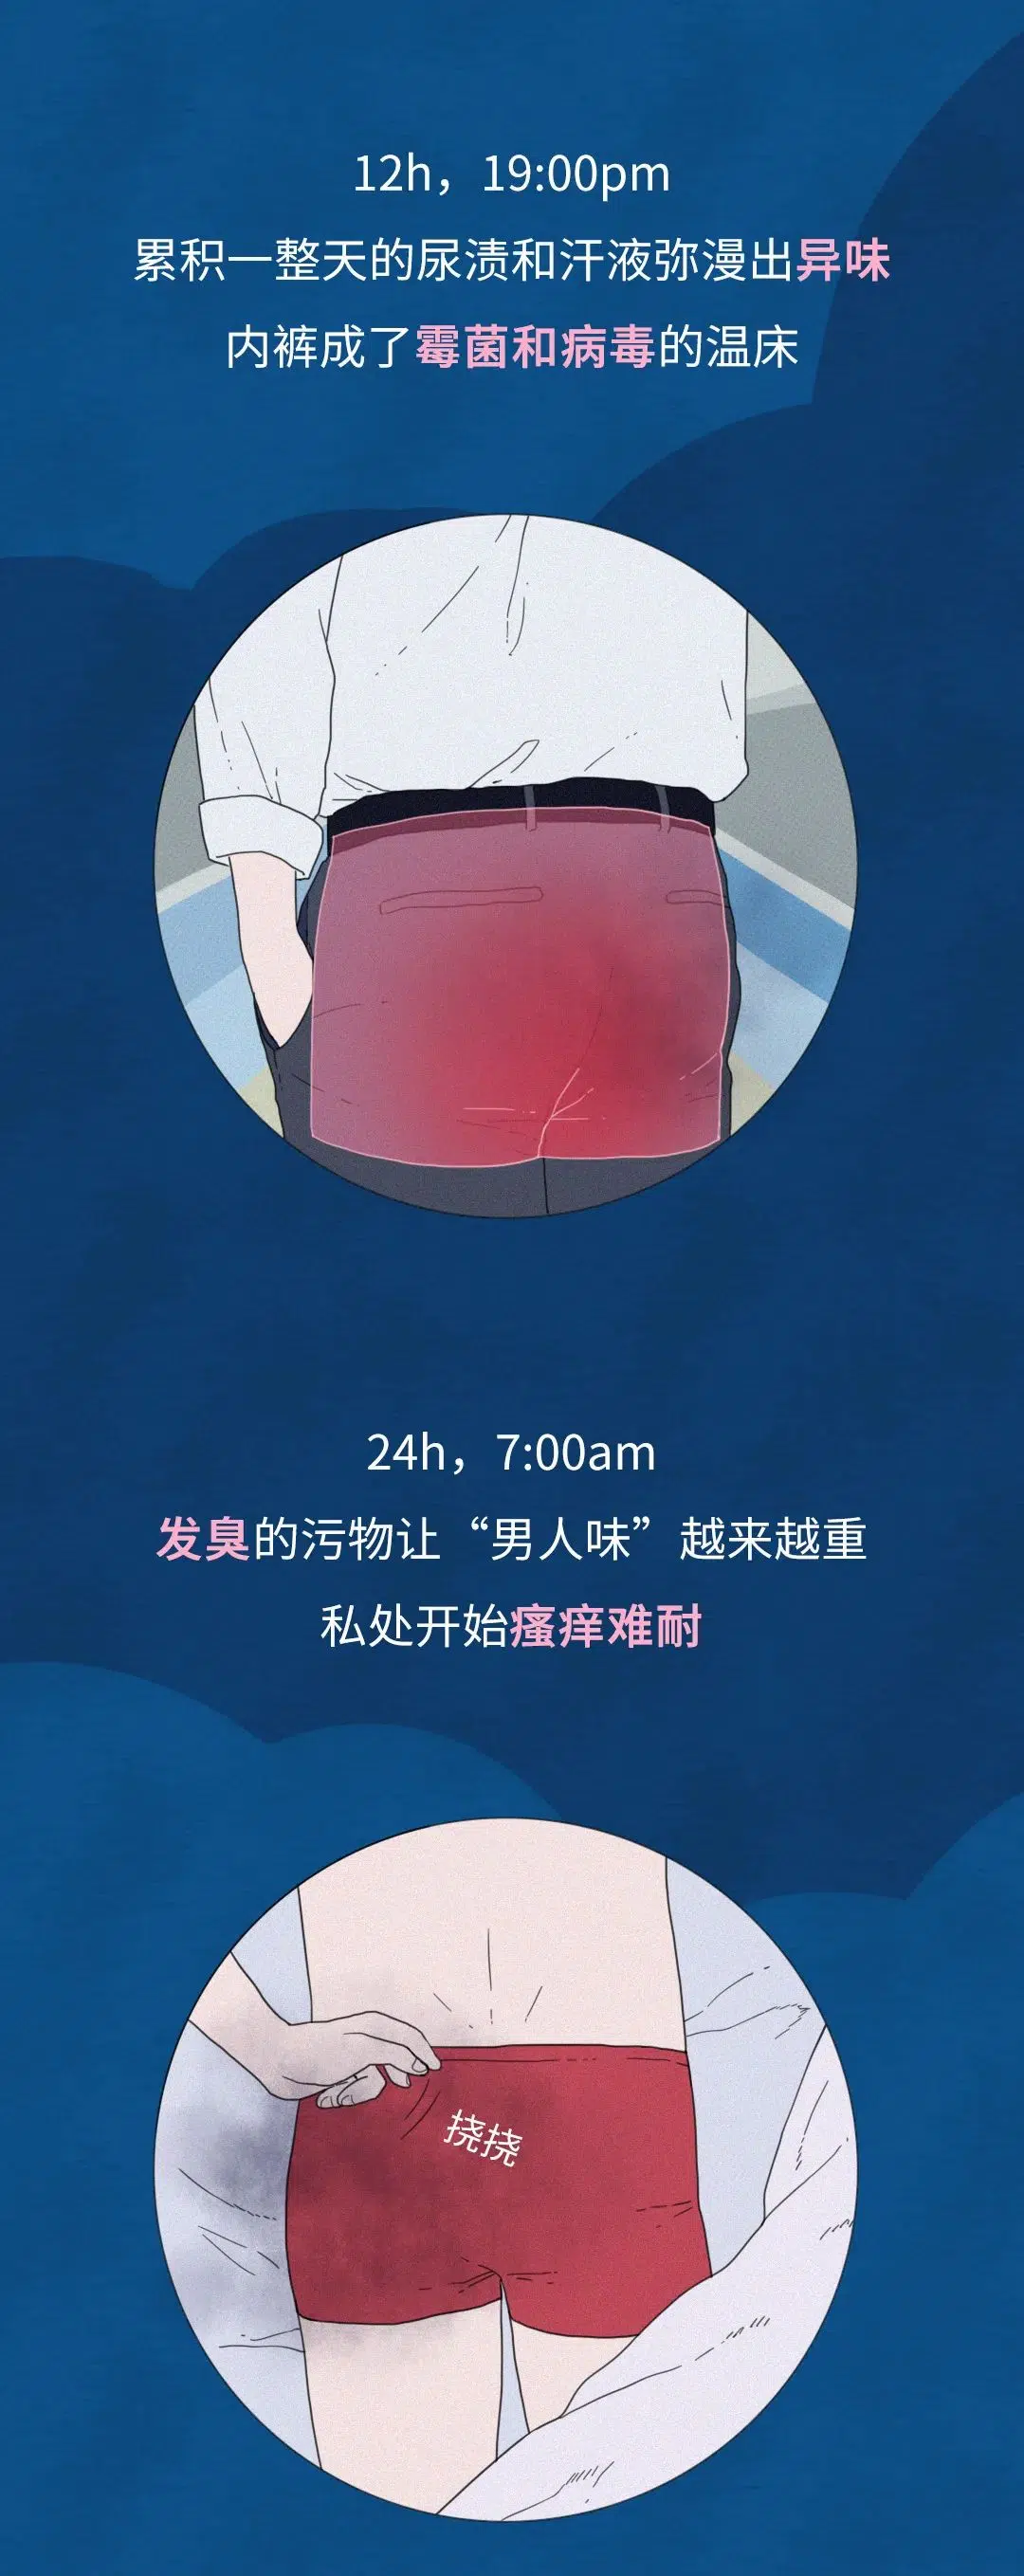 12h，19:00pm
累积一整天的尿渍和汗液弥漫出异味
内裤成了霉菌和病毒的温床
24h，7:00am
发臭的污物让“男人味”越来越重
私处开始瘙痒难耐
挠挠